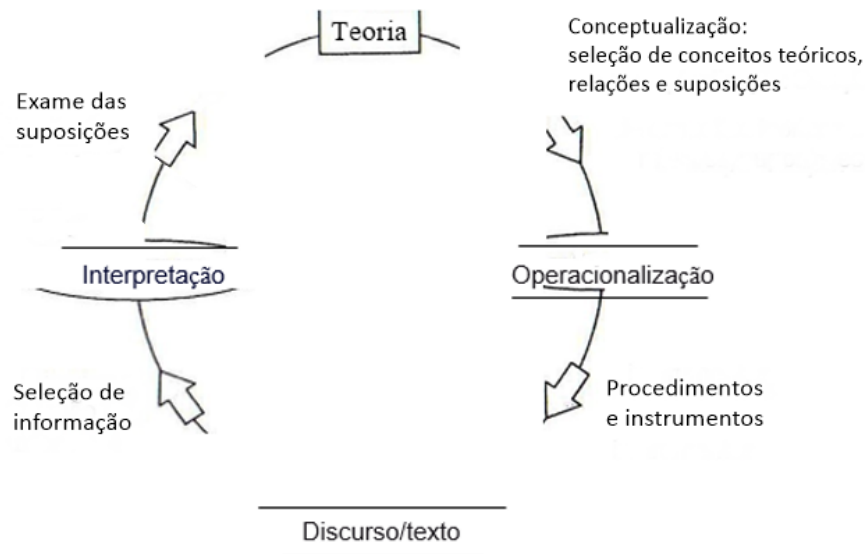 Teoria
Conceptualização:
seleção de conceitos teóricos,
relações e suposições
Exame das
suposições
Interpretação
Operacionalização
Seleção de
informação
Procedimentos
e instrumentos
Discurso/texto